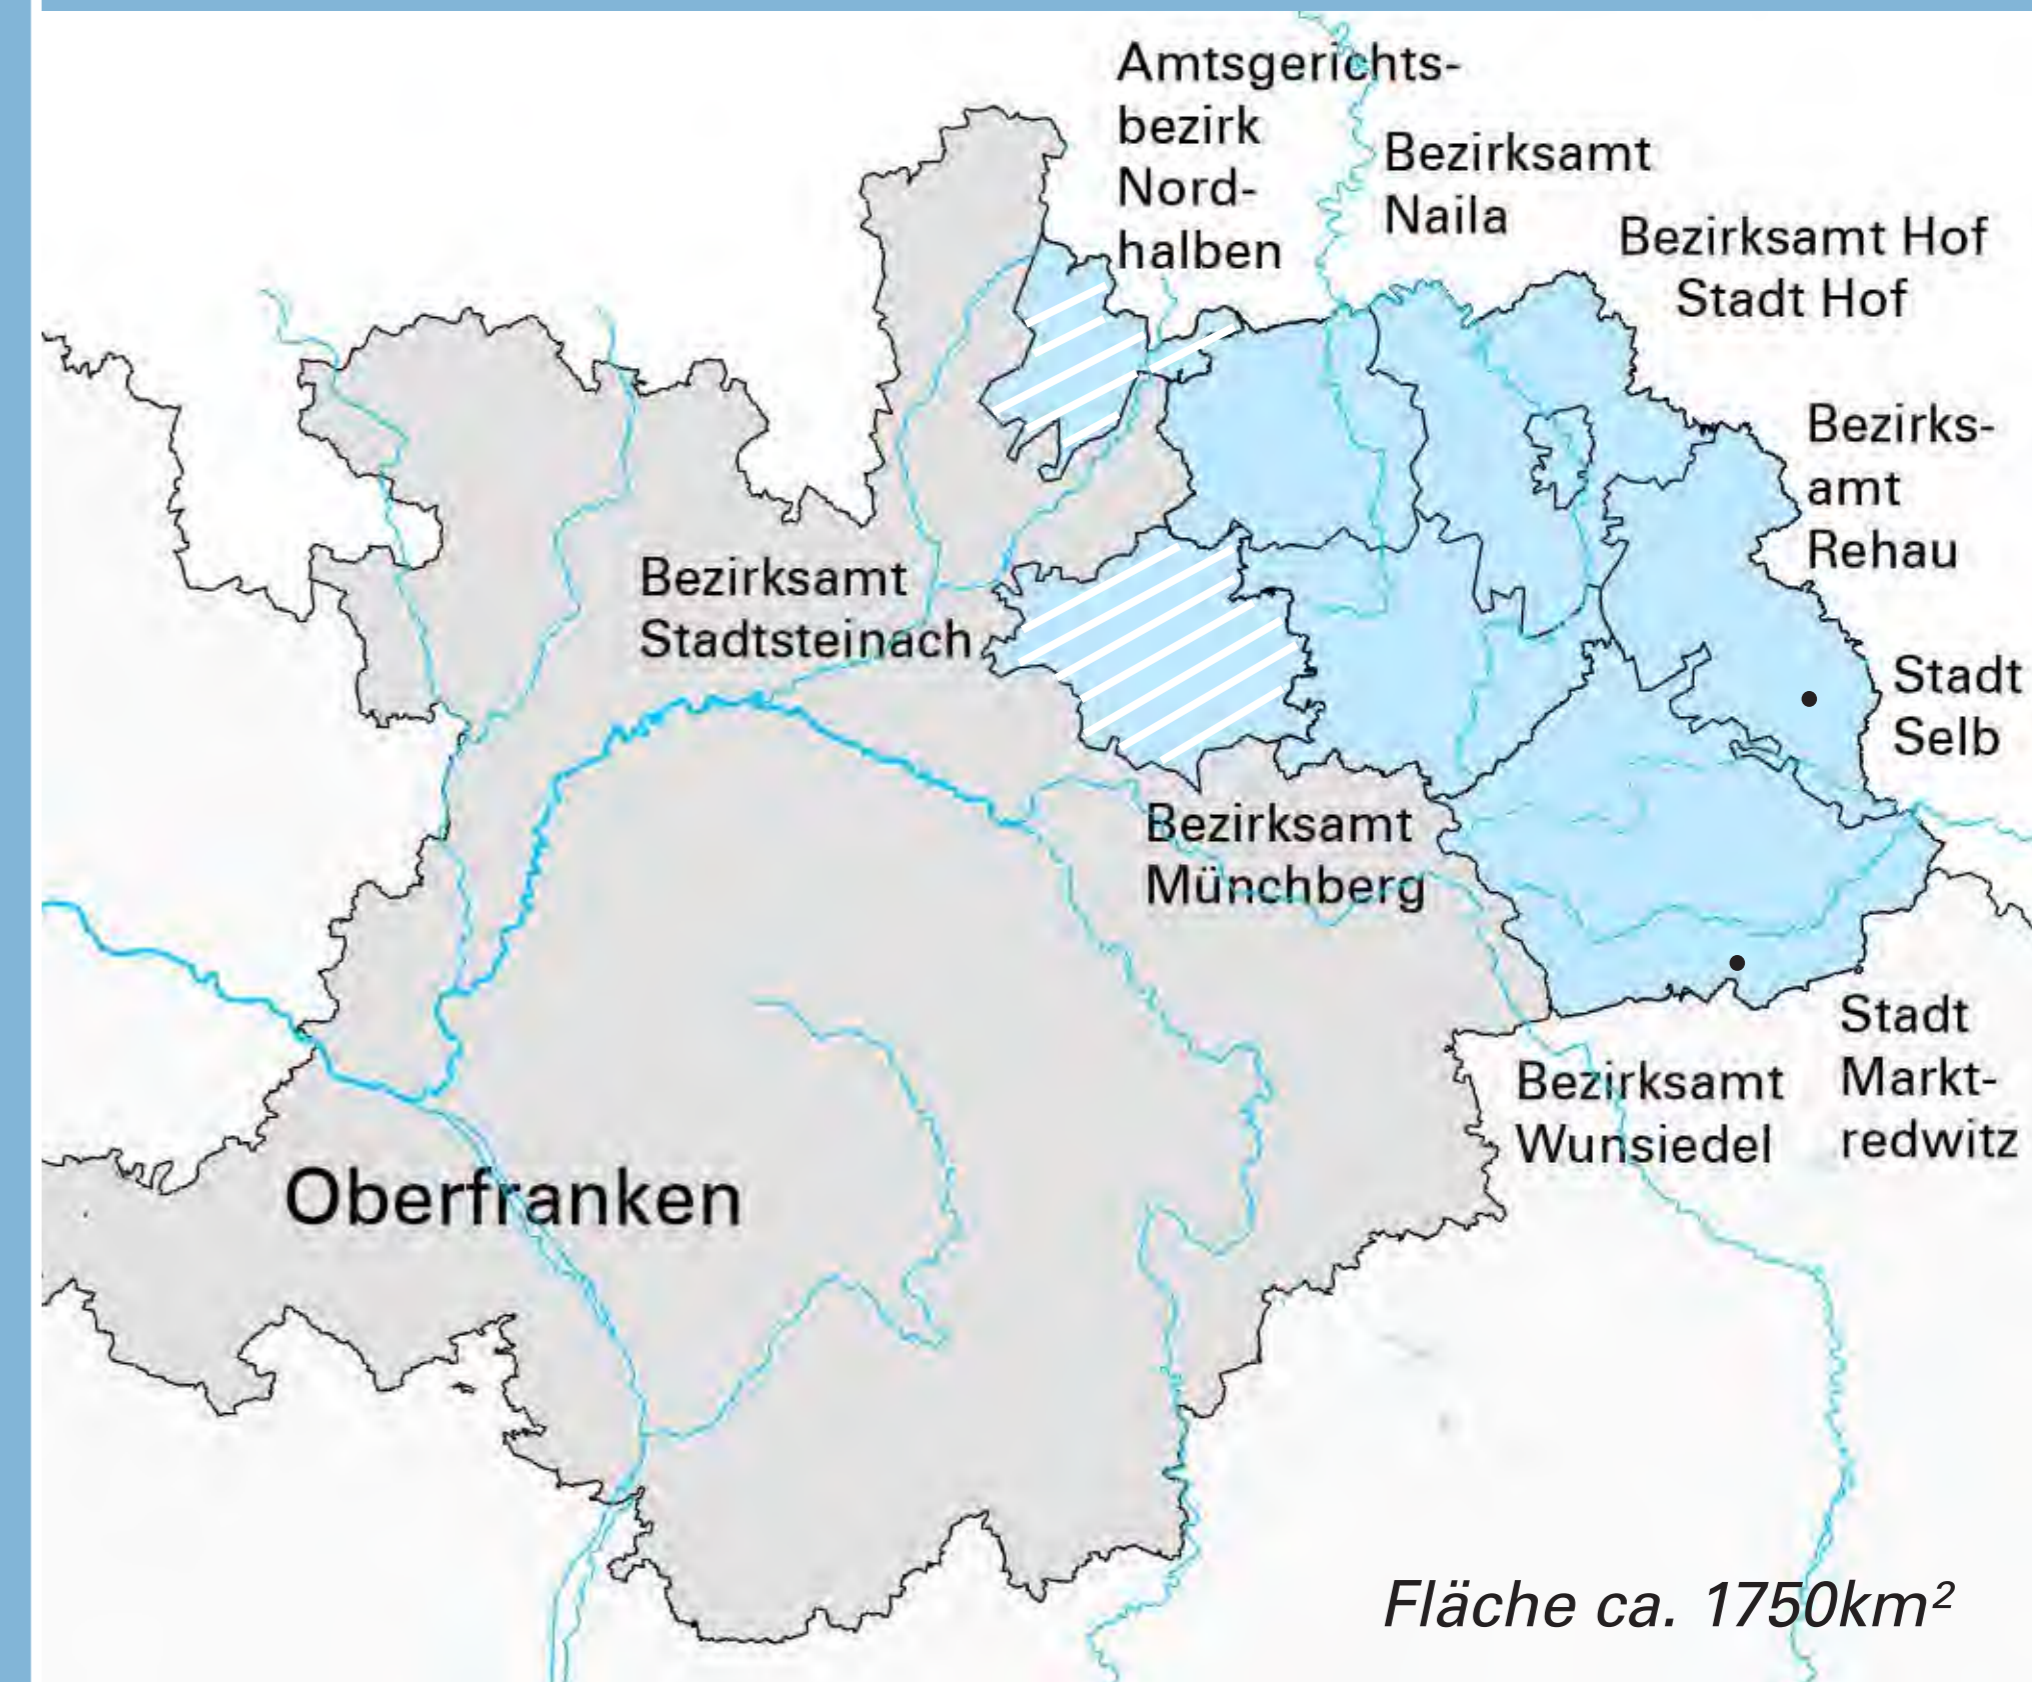 Amtsgerichts-
bezirk
Nord-
halben
Bezirksamt
Naila
Bezirksamt Hof
Stadt Hof
Bezirks-
amt
Rehau
Bezirksamt
Stadtsteinach
Stadt
Selb
Bezirksamt
Münchberg
Stadt
Markt-
redwitz
Bezirksamt
Wunsiedel
Oberfranken
Fläche ca. 1750km²